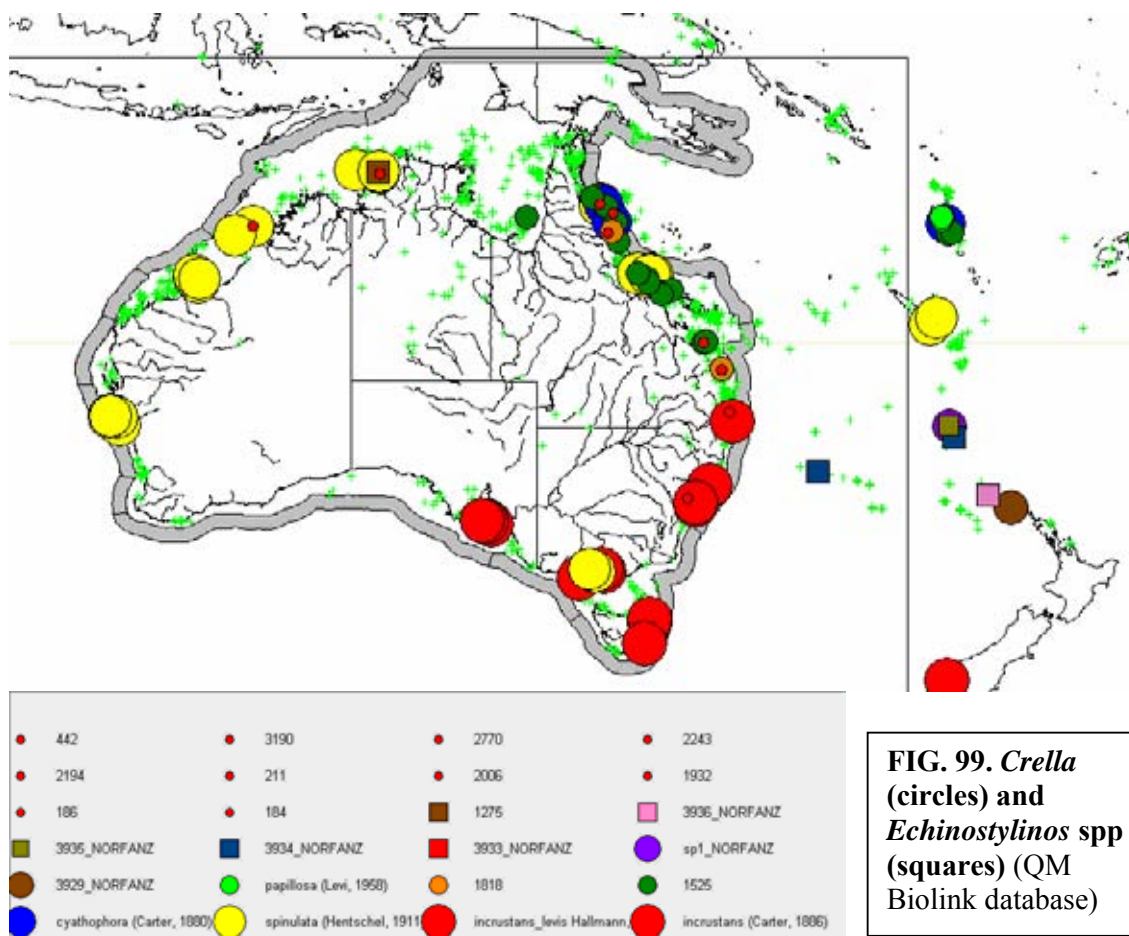 442 3190 2770 2243
2194 211 2006 1932
186 184 1275 3936_NORFANZ
3935_NORFANZ 3934_NORFANZ 3933_NORFANZ sp1_NORFANZ
3929_NORFANZ papillosa (Levi, 1958) 1818 1525
cyathophora (Carter, 1880) spinulata (Hentschel, 1911 incrustans_levis Hallmann, incrustans (Carter, 1886)
FIG. 99. Crella
(circles) and
Echinostylinos spp
(squares) (QM
Biolink database)